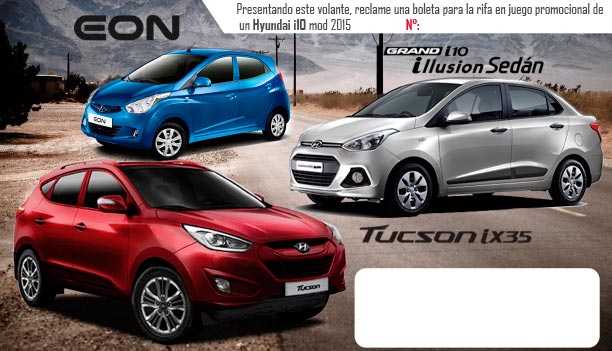 Presentando este volante, reclame una boleta para la rifa en juego promocional de
un Hyundai i10 mod 2015 N°:
EON
GRAND i10
illusion Sedán
EON
Tucson ix35
Tucson